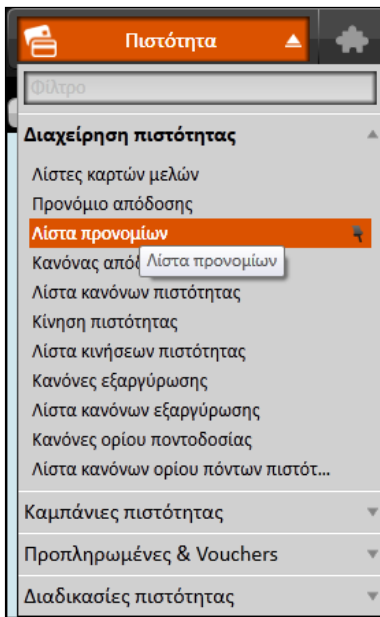 Πιστότητα
Φίλτρο
Διαχείρηση πιστότητας
Λίστες καρτών μελών
Προνόμιο απόδοσης
Λίστα προνομίων
Κανόνας
Λίστα προνομίων
Λίστα κανόνων πιστότητας
Κίνηση πιστότητας
Λίστα κινήσεων πιστότητας
Κανόνες εξαργύρωσης
Λίστα κανόνων εξαργύρωσης
Κανόνες ορίου ποντοδοσίας
Λίστα κανόνων ορίου πόντων πιστότ...
Καμπάνιες πιστότητας
Προπληρωμένες & Vouchers
Διαδικασίες πιστότητας